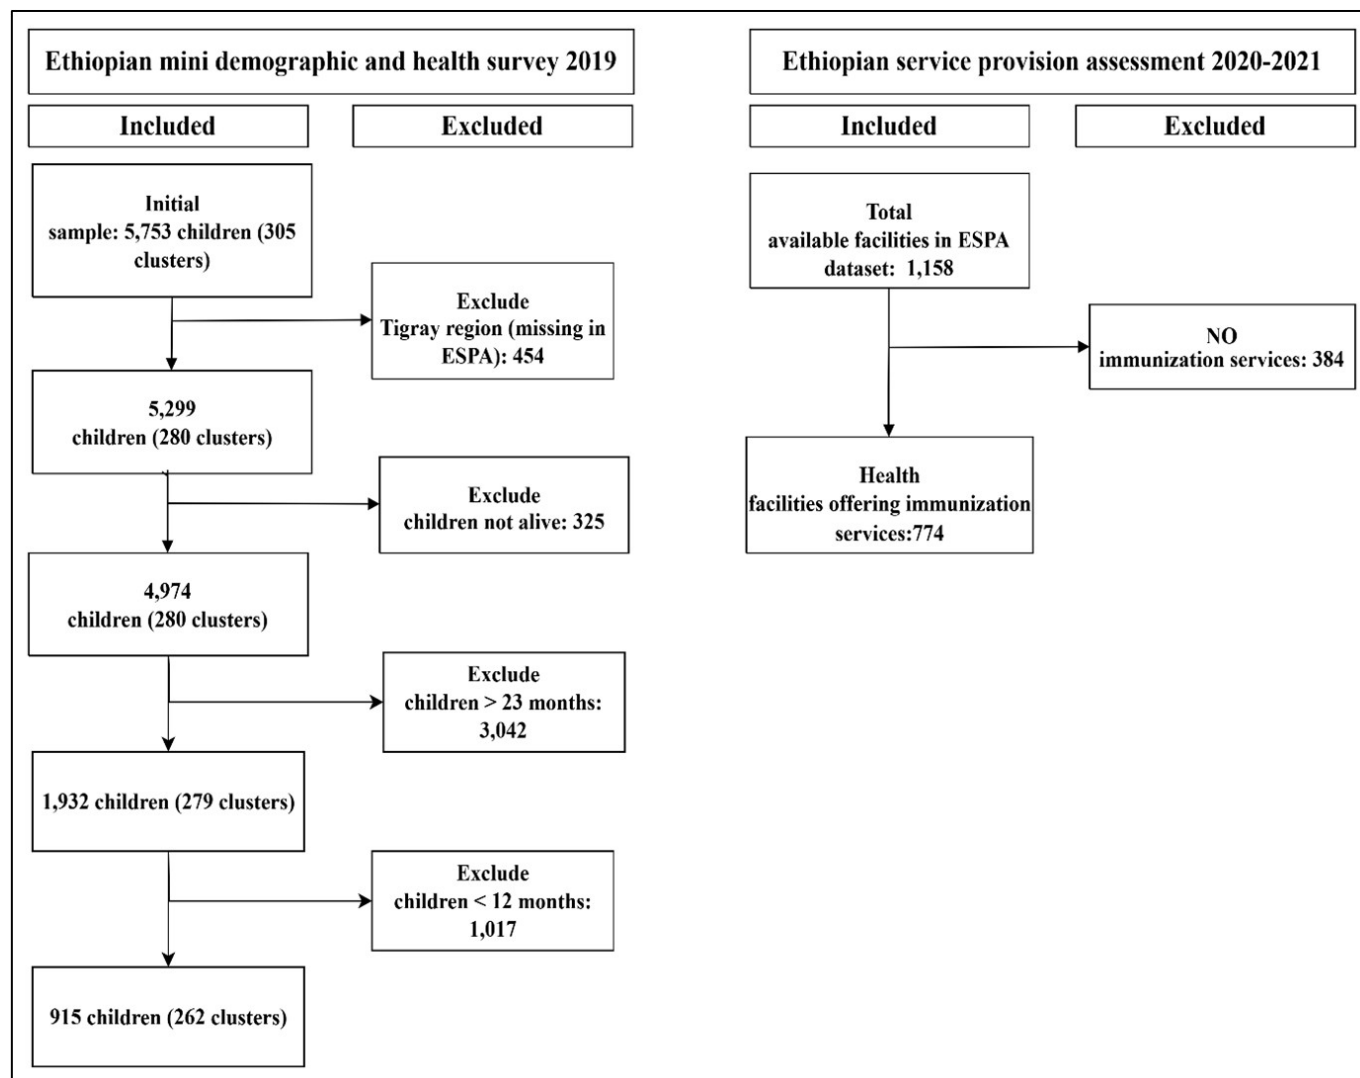 Ethiopian mini demographic and health survey 2019
Included
Excluded
Initial
sample: 5,753 children (305
clusters)
Exclude
Tigray region (missing in
ESPA): 454
5,299
children (280 clusters)
Exclude
children not alive: 325
4,974
children (280 clusters)
Exclude
children > 23 months:
3,042
1,932 children (279 clusters)
Exclude
children < 12 months:
1,017
915 children (262 clusters)
Ethiopian service provision assessment 2020-2021
Included
Excluded
Total
available facilities in ESPA
dataset: 1,158
NO
immunization services: 384
Health
facilities offering immunization
services:774